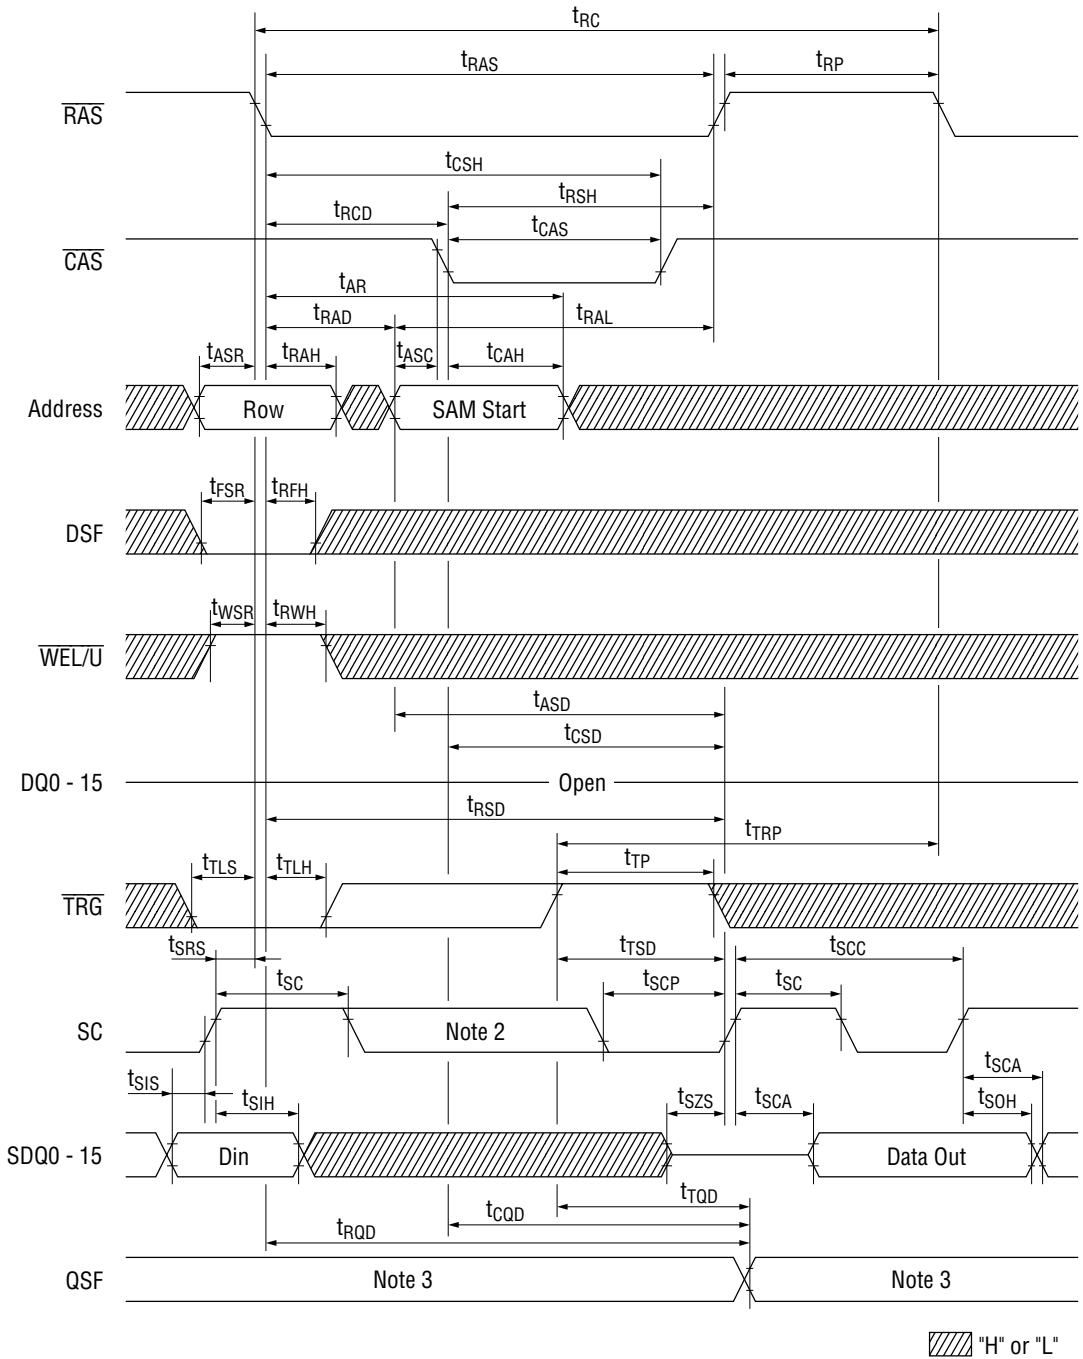 tRC
tRAS tRP
RAS
tCSH
tRSH
tRCD
tCAS
CAS
tAR
tRAD tRAL
tASR tRAH tASC tCAH
Address Row SAM Start
tFSR tRFH
DSF
tWSR tRWH
WEL/U
tASD
tCSD
DQ0 - 15 Open
tRSD
tTRP
tTLS tTLH tTP
TRG
tSRS tTSD tSCC
tSC tSCP tSC
SC Note 2
tSIS tSIH tSZS tSCA tSCA
tSOH
SDQ0 - 15 Din Data Out
tTQD
tCQD
tRQD
QSF Note 3 Note 3
"H" or "L"